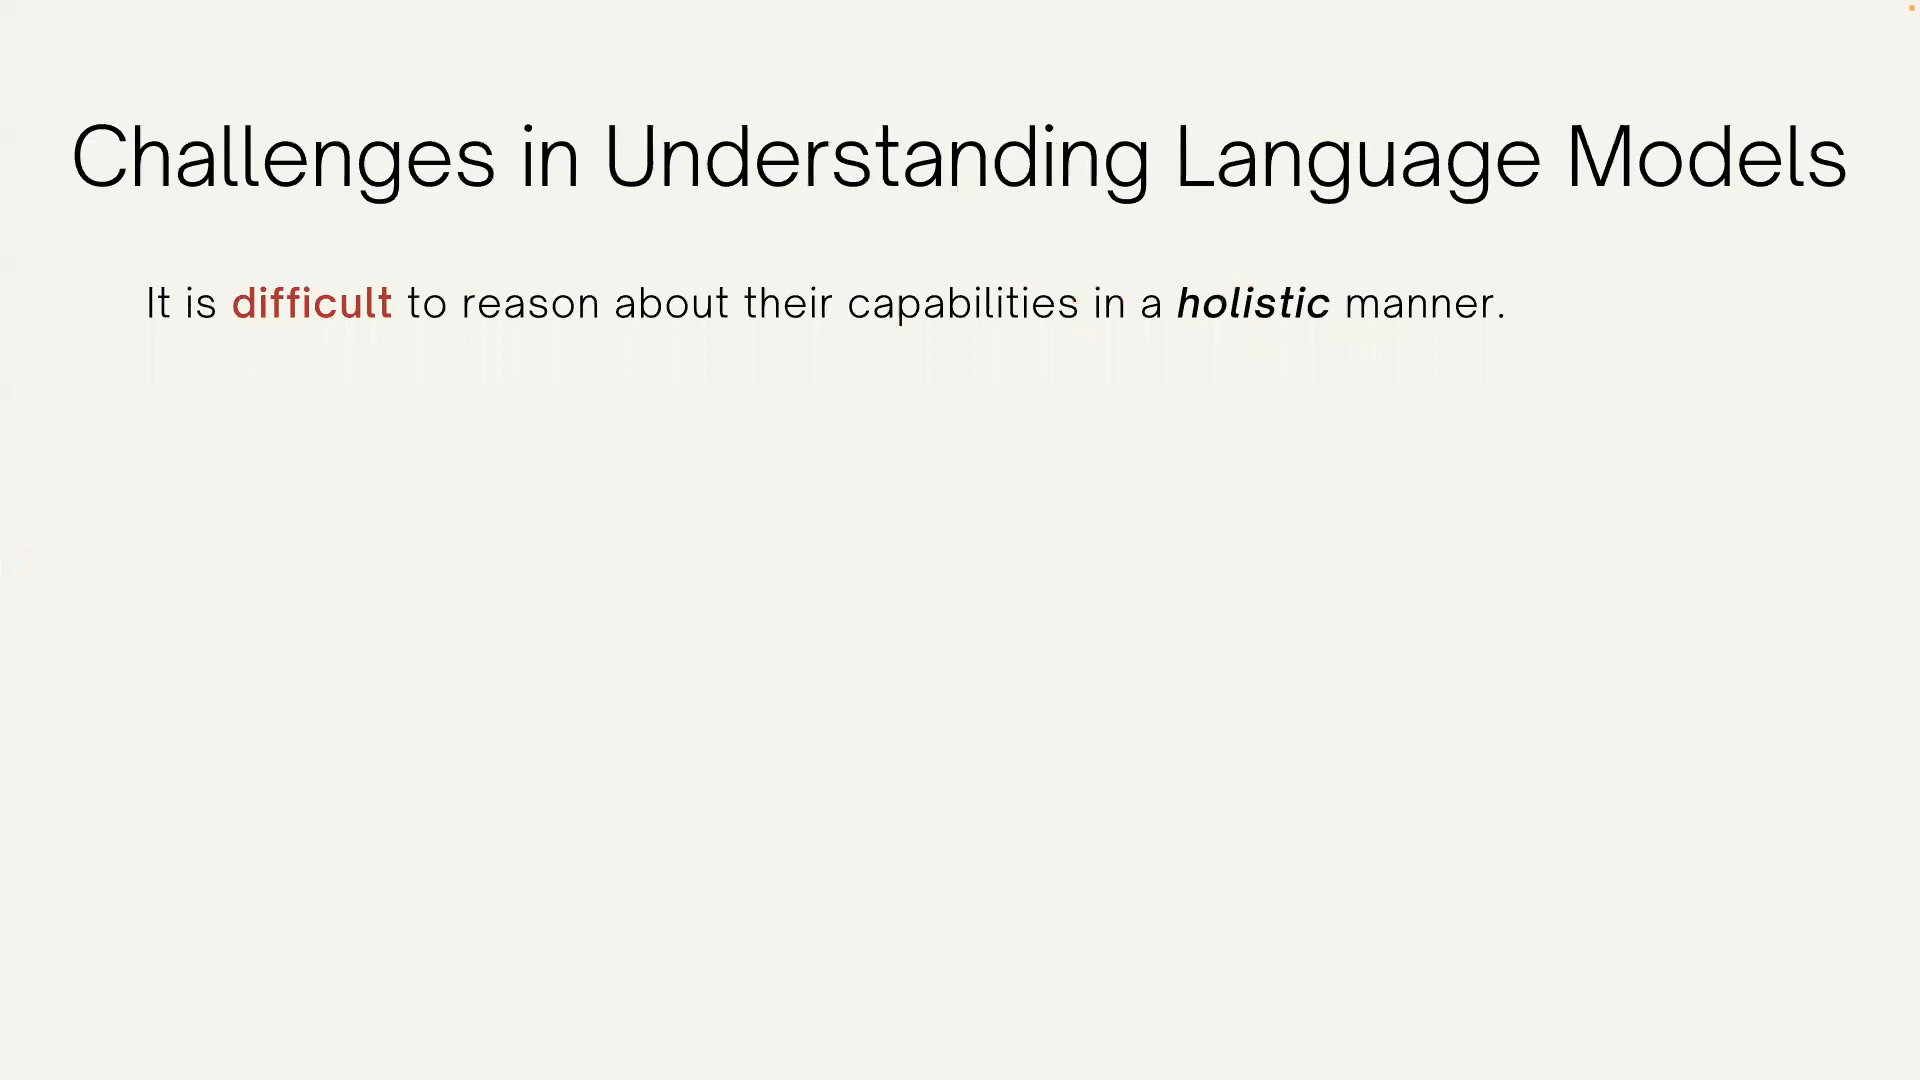 Challenges in Understanding Language Models
It is difficult to reason about their capabilities in a holistic manner.